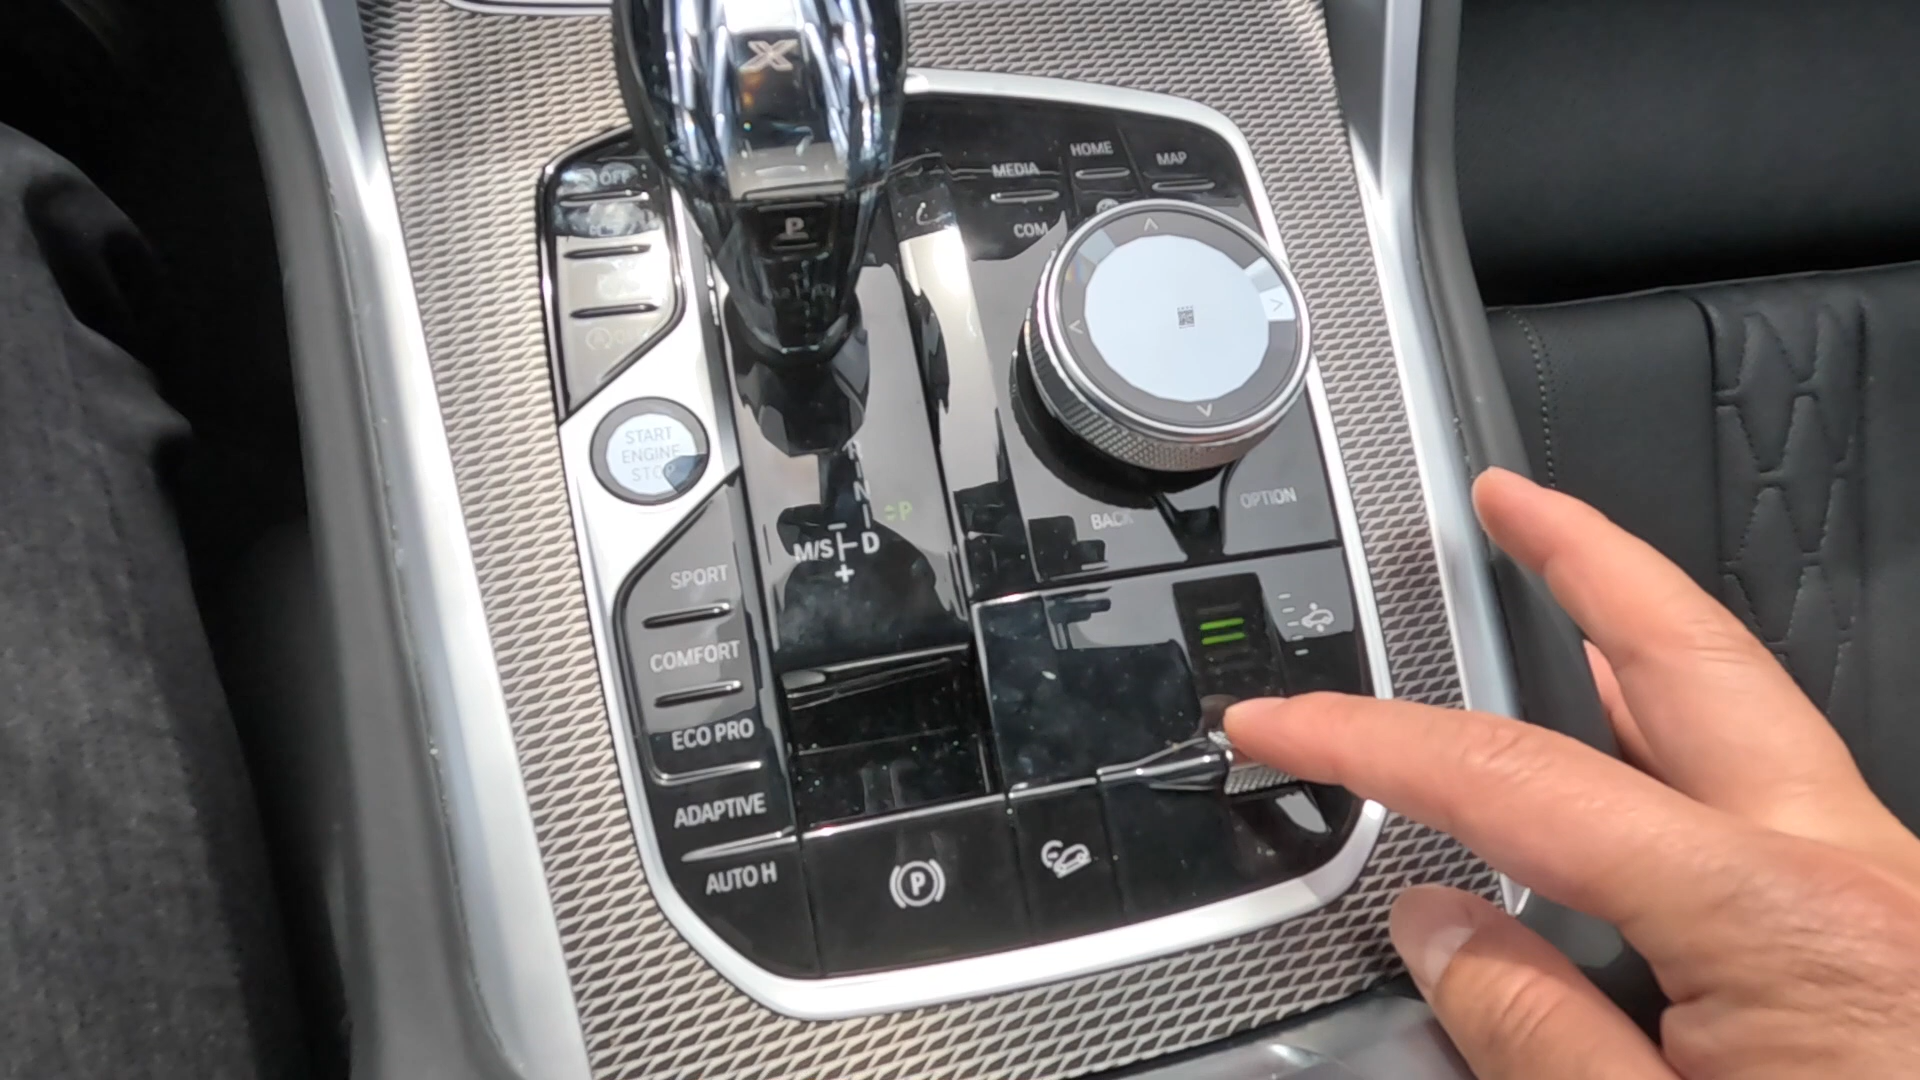 X
OFF
P
MEDIA
HOME
MAP
COM
START
ENGINE
STOP
R
N
P
M/S
D
+
BACK
OPTION
SPORT
COMFORT
ECO PRO
ADAPTIVE
AUTO H
P